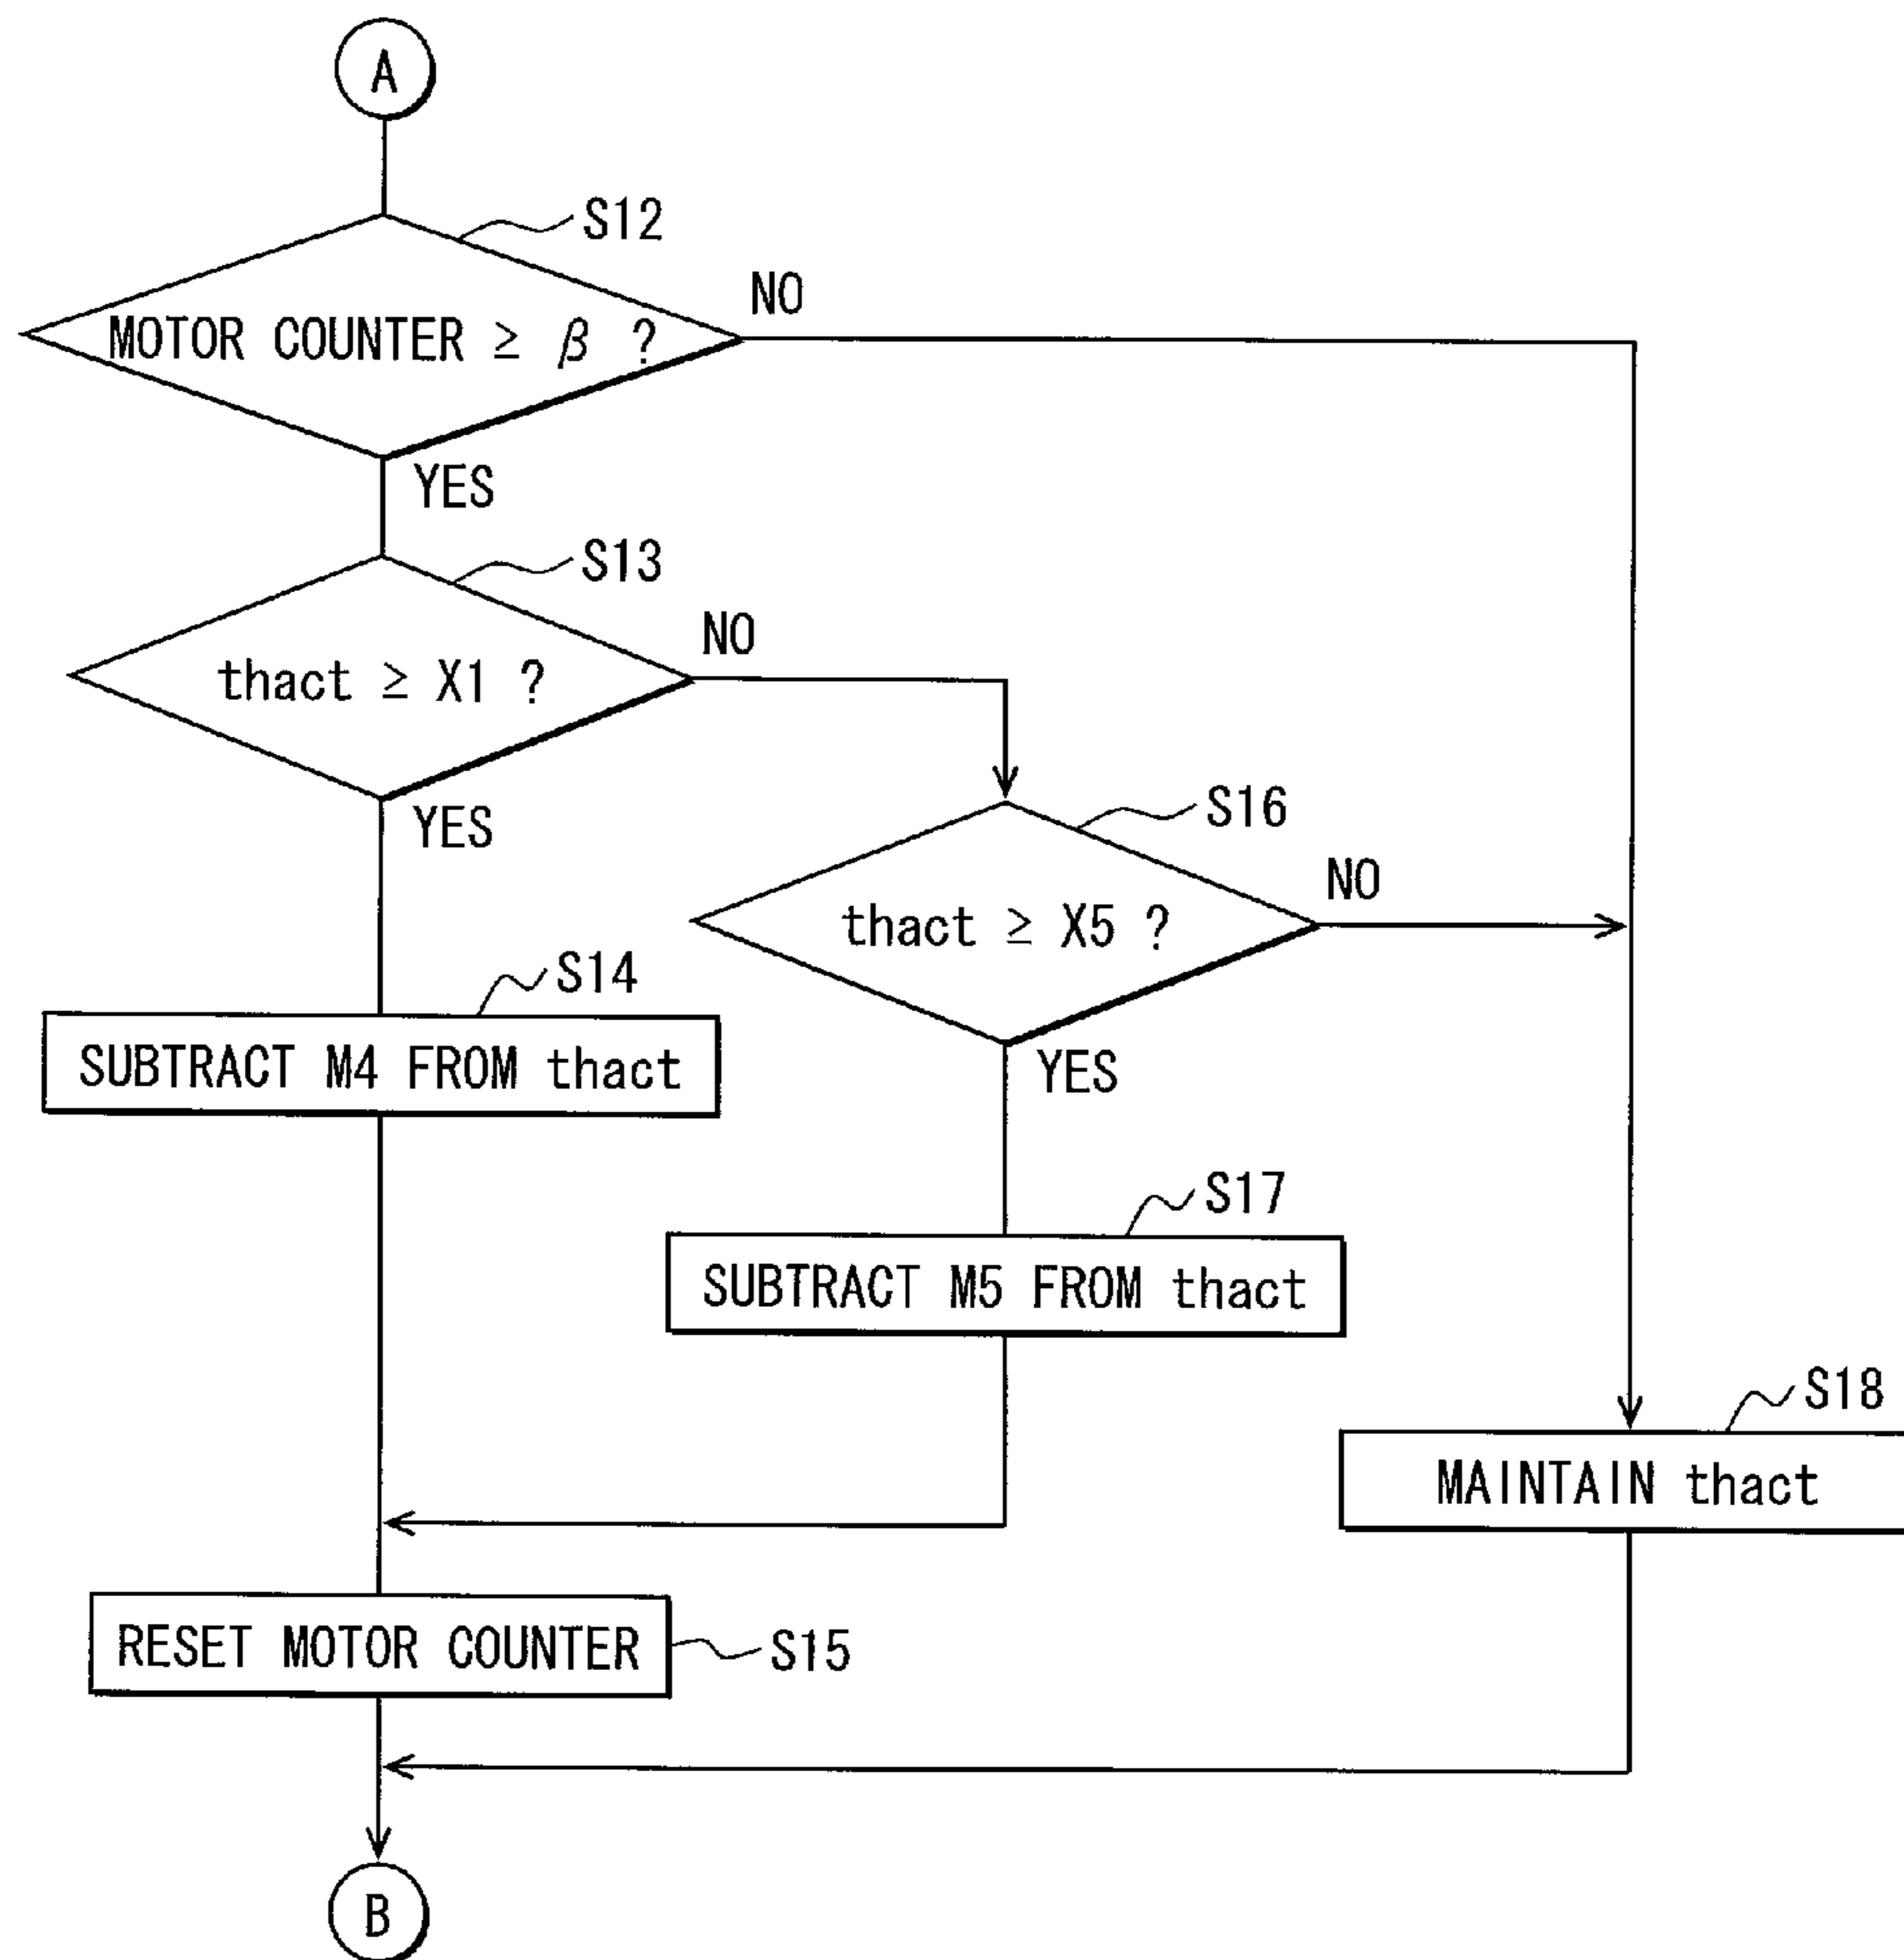 A
S12
NO
MOTOR COUNTER ≥ β ?
YES
S13
NO
thact ≥ X1 ?
YES
S16
NO
thact ≥ X5 ?
YES
S14
SUBTRACT M4 FROM thact
S17
SUBTRACT M5 FROM thact
S18
MAINTAIN thact
RESET MOTOR COUNTER
S15
B